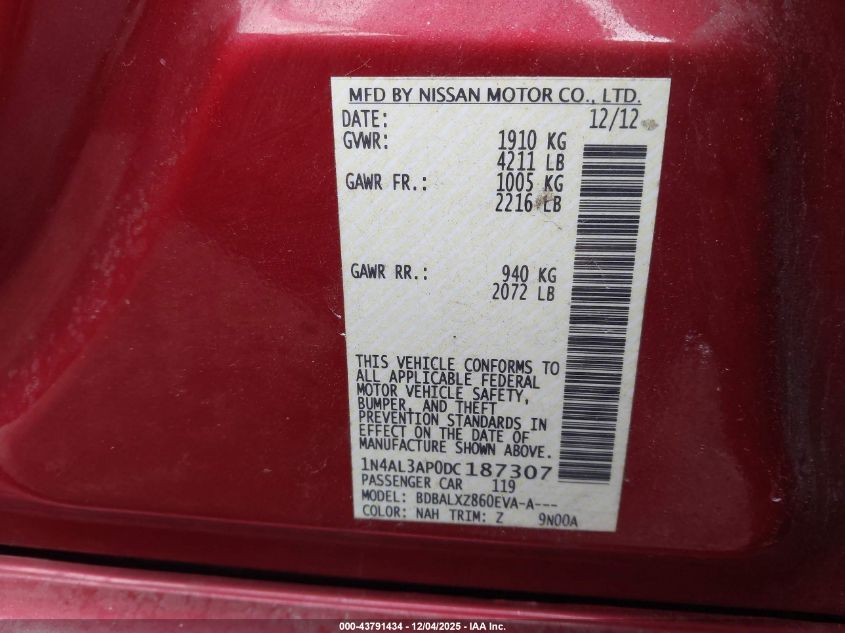 MFD BY NISSAN MOTOR CO., LTD.
DATE: 12/12
GVWR: 1910 KG
4211 LB
GAWR FR.: 1005 KG
2216 LB
GAWR RR.: 940 KG
2072 LB
THIS VEHICLE CONFORMS TO
ALL APPLICABLE FEDERAL
MOTOR VEHICLE SAFETY,
BUMPER, AND THEFT
PREVENTION STANDARDS IN
EFFECT ON THE DATE OF
MANUFACTURE SHOWN ABOVE.
1N4AL3AP0DC187307
PASSENGER CAR 119
MODEL: BDBALXZ860EVA-A---
COLOR: NAH TRIM: Z 9N00A
000-43791434 - 12/04/2025 - IAA Inc.